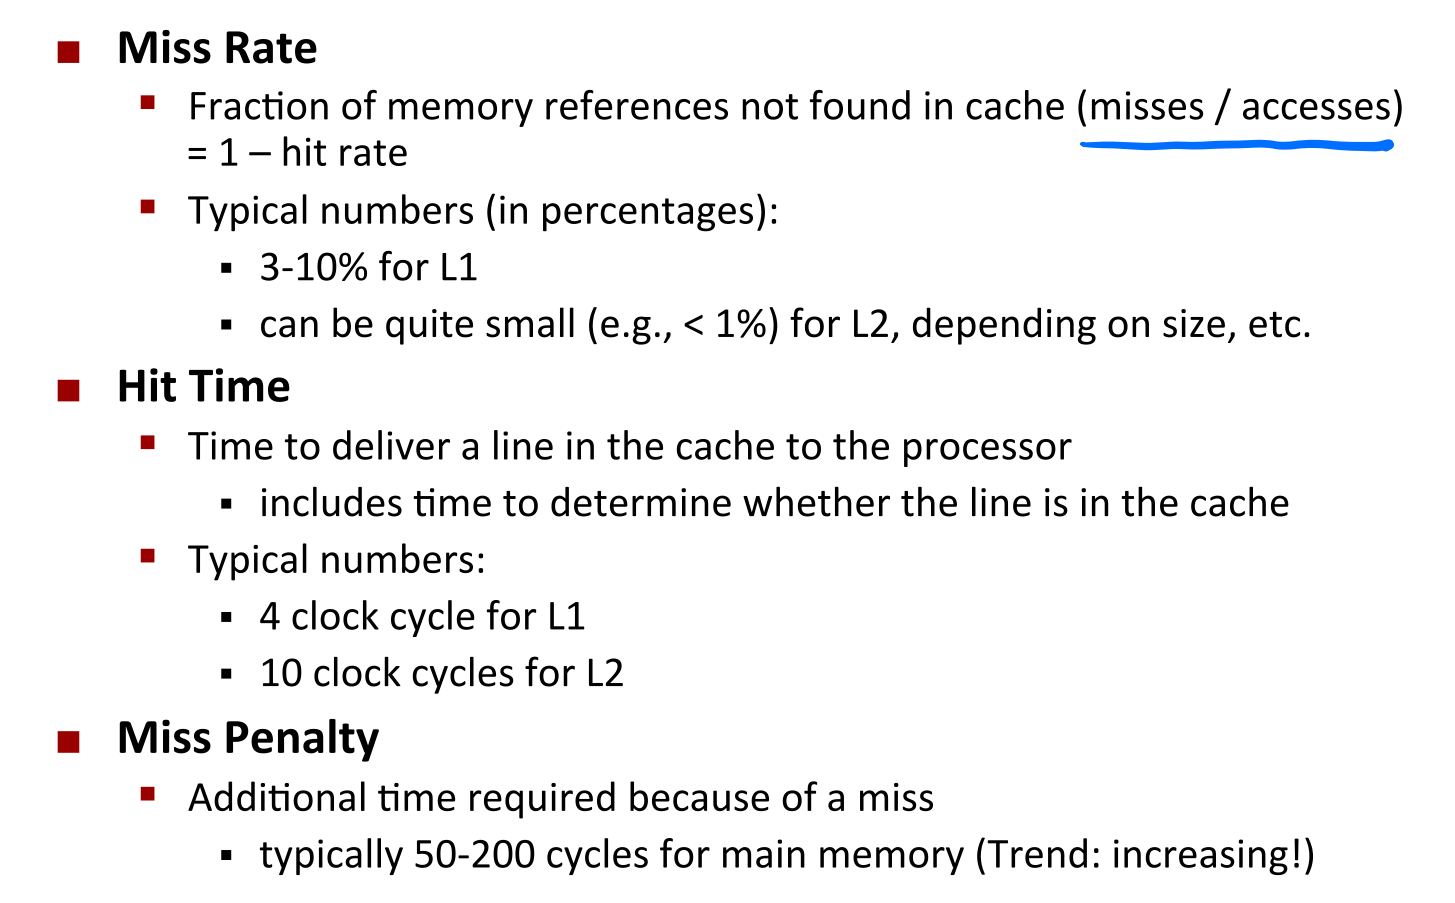 Miss Rate
Fraction of memory references not found in cache (misses / accesses)
= 1 – hit rate
Typical numbers (in percentages):
3-10% for L1
can be quite small (e.g., < 1%) for L2, depending on size, etc.
Hit Time
Time to deliver a line in the cache to the processor
includes time to determine whether the line is in the cache
Typical numbers:
4 clock cycle for L1
10 clock cycles for L2
Miss Penalty
Additional time required because of a miss
typically 50-200 cycles for main memory (Trend: increasing!)